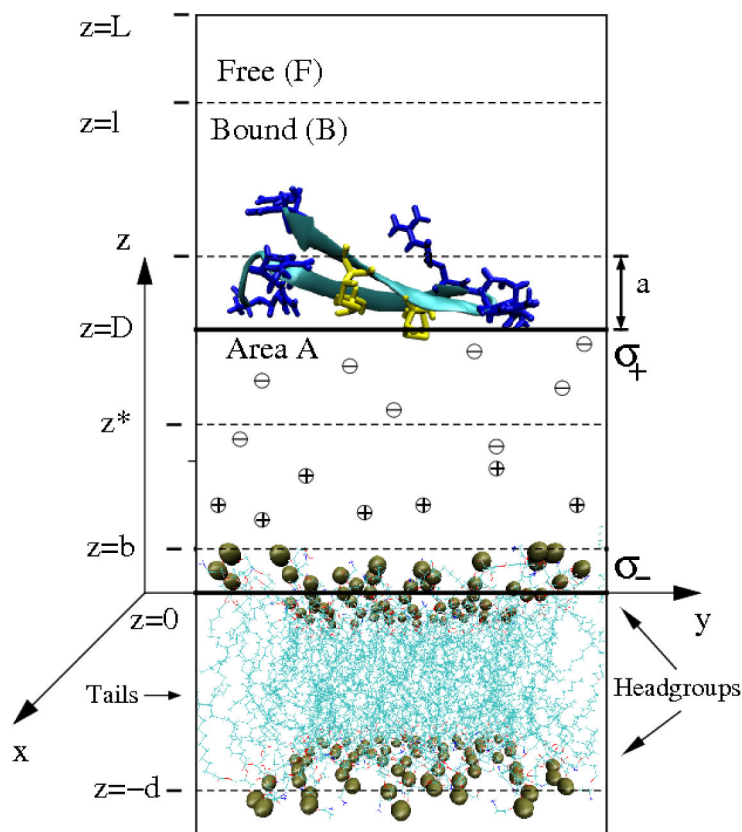 z=L
Free (F)
z=l
Bound (B)
z
a
z=D
Area A
σ+
z*
z=b
σ−
z=0
y
Tails
Headgroups
x
z=−d